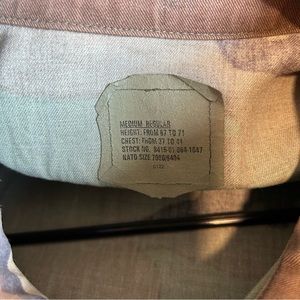 MEDIUM REGULAR
HEIGHT: FROM 67 TO 71
CHEST: FROM 37 TO 41
STOCK NO. 8415-01-084-1647
NATO SIZE 7080/9404